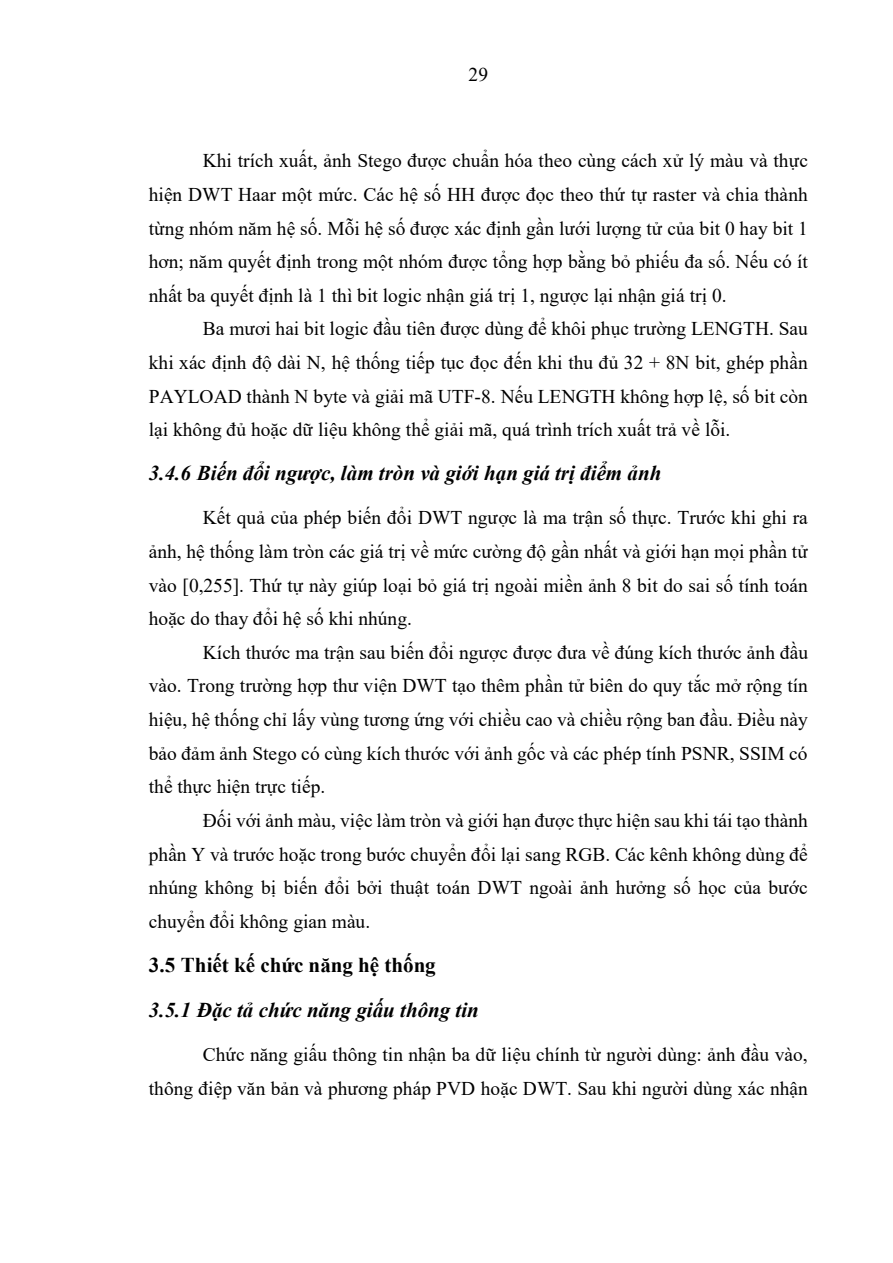 29
Khi trích xuất, ảnh Stego được chuẩn hóa theo cùng cách xử lý màu và thực
hiện DWT Haar một mức. Các hệ số HH được đọc theo thứ tự raster và chia thành
từng nhóm năm hệ số. Mỗi hệ số được xác định gần lưới lượng tử của bit 0 hay bit 1
hơn; năm quyết định trong một nhóm được tổng hợp bằng bỏ phiếu đa số. Nếu có ít
nhất ba quyết định là 1 thì bit logic nhận giá trị 1, ngược lại nhận giá trị 0.
Ba mươi hai bit logic đầu tiên được dùng để khôi phục trường LENGTH. Sau
khi xác định độ dài N, hệ thống tiếp tục đọc đến khi thu đủ 32 + 8N bit, ghép phần
PAYLOAD thành N byte và giải mã UTF-8. Nếu LENGTH không hợp lệ, số bit còn
lại không đủ hoặc dữ liệu không thể giải mã, quá trình trích xuất trả về lỗi.
3.4.6 Biến đổi ngược, làm tròn và giới hạn giá trị điểm ảnh
Kết quả của phép biến đổi DWT ngược là ma trận số thực. Trước khi ghi ra
ảnh, hệ thống làm tròn các giá trị về mức cường độ gần nhất và giới hạn mọi phần tử
vào [0,255]. Thứ tự này giúp loại bỏ giá trị ngoài miền ảnh 8 bit do sai số tính toán
hoặc do thay đổi hệ số khi nhúng.
Kích thước ma trận sau biến đổi ngược được đưa về đúng kích thước ảnh đầu
vào. Trong trường hợp thư viện DWT tạo thêm phần tử biên do quy tắc mở rộng tín
hiệu, hệ thống chỉ lấy vùng tương ứng với chiều cao và chiều rộng ban đầu. Điều này
bảo đảm ảnh Stego có cùng kích thước với ảnh gốc và các phép tính PSNR, SSIM có
thể thực hiện trực tiếp.
Đối với ảnh màu, việc làm tròn và giới hạn được thực hiện sau khi tái tạo thành
phần Y và trước hoặc trong bước chuyển đổi lại sang RGB. Các kênh không dùng để
nhúng không bị biến đổi bởi thuật toán DWT ngoài ảnh hưởng số học của bước
chuyển đổi không gian màu.
3.5 Thiết kế chức năng hệ thống
3.5.1 Đặc tả chức năng giấu thông tin
Chức năng giấu thông tin nhận ba dữ liệu chính từ người dùng: ảnh đầu vào,
thông điệp văn bản và phương pháp PVD hoặc DWT. Sau khi người dùng xác nhận